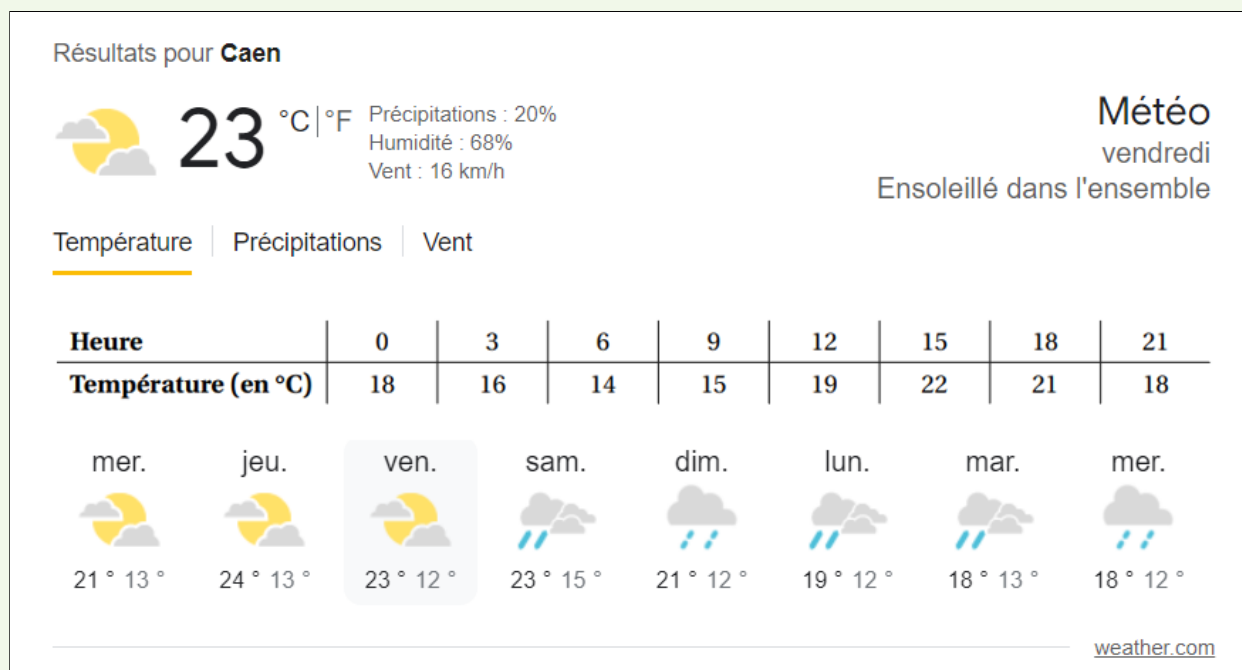 Résultats pour Caen
23 °C|°F
Précipitations : 20%
Humidité : 68%
Vent : 16 km/h
Météo
vendredi
Ensoleillé dans l'ensemble
Température Précipitations Vent
Heure 0 3 6 9 12 15 18 21
Température (en °C) 18 16 14 15 19 22 21 18
mer. jeu. ven. sam. dim. lun. mar. mer.
21 ° 13 ° 24 ° 13 ° 23 ° 12 ° 23 ° 15 ° 21 ° 12 ° 19 ° 12 ° 18 ° 13 ° 18 ° 12 °
weather.com